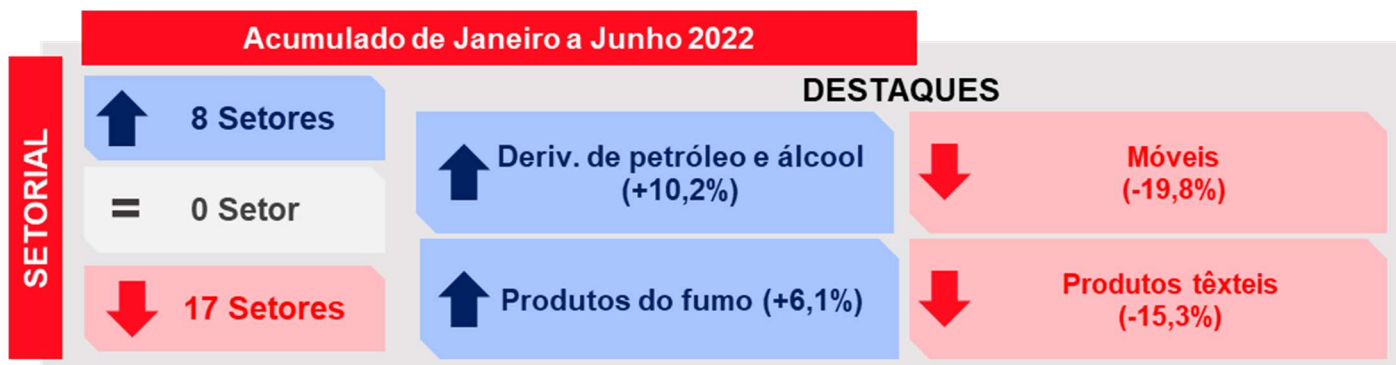 Acumulado de Janeiro a Junho 2022
SETORIAL
8 Setores
= 0 Setor
17 Setores
DESTAQUES
Deriv. de petróleo e álcool
(+10,2%)
Móveis
(-19,8%)
Produtos do fumo (+6,1%)
Produtos têxteis
(-15,3%)